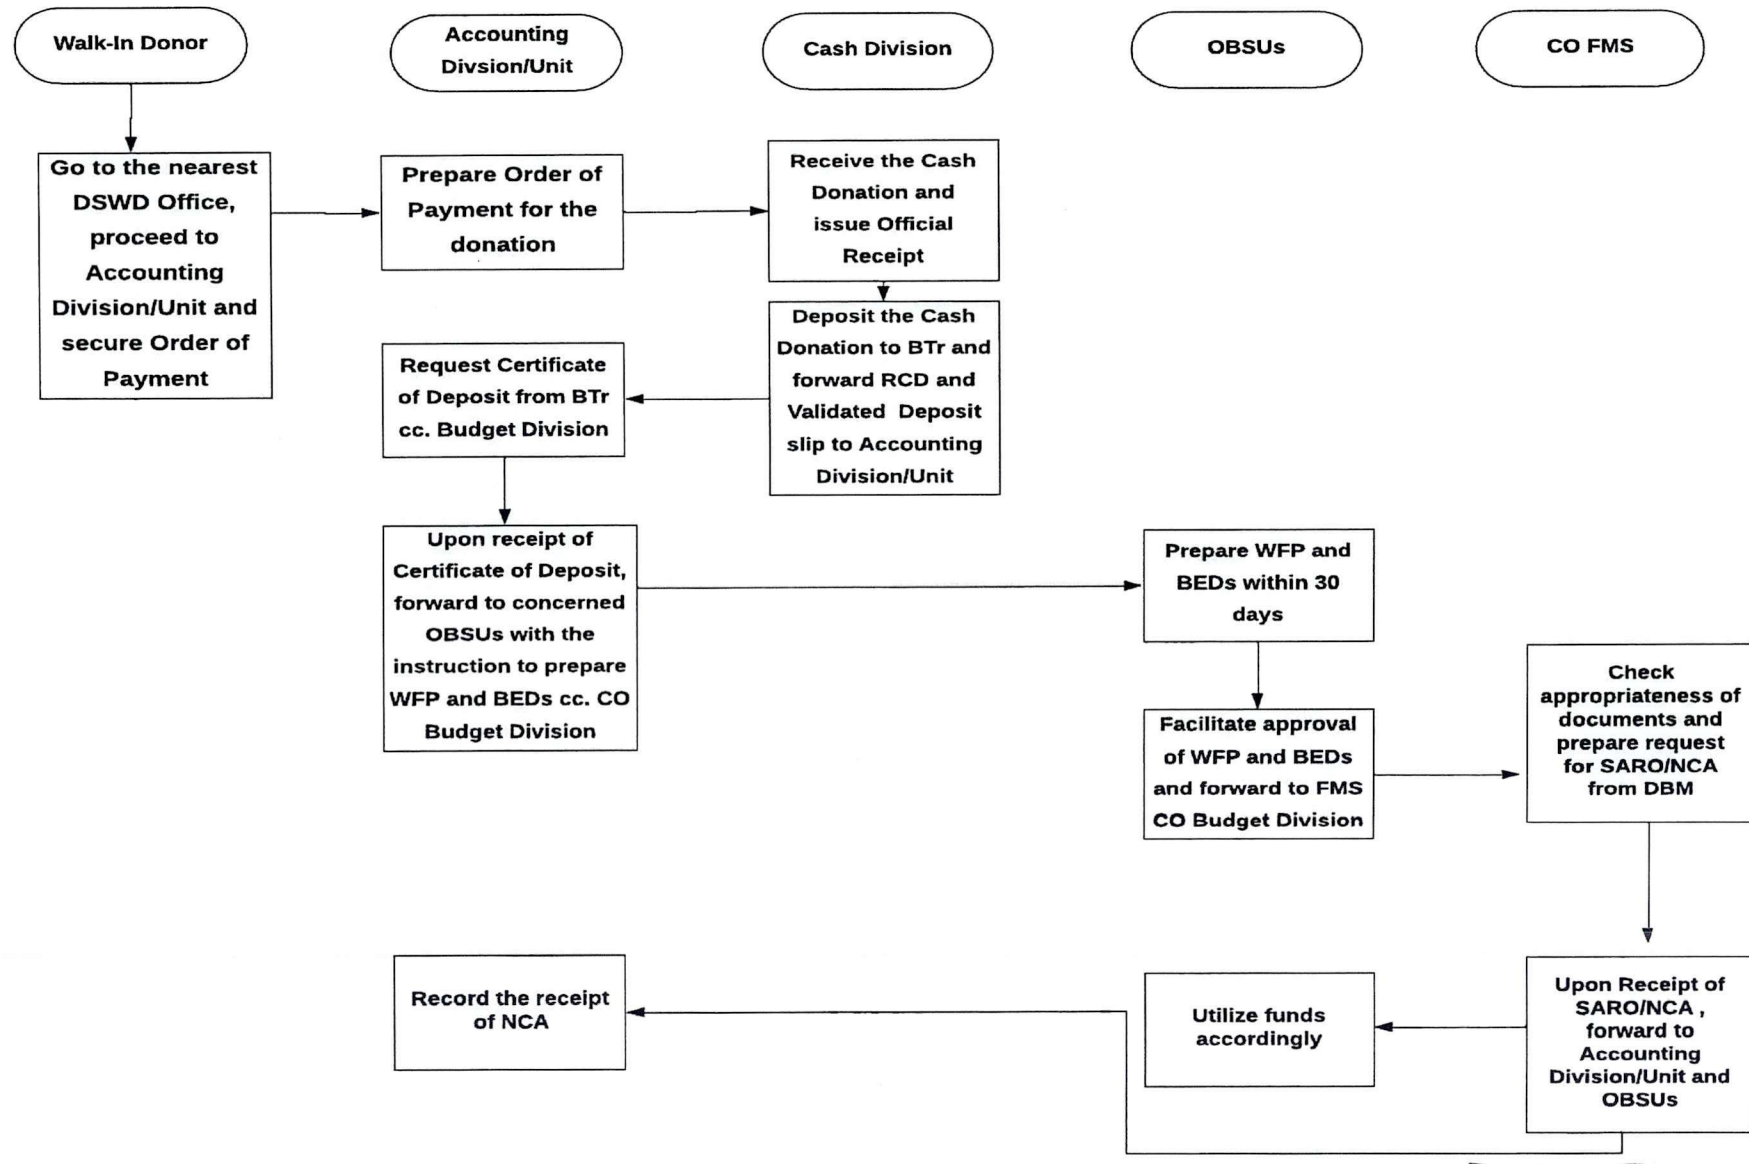 Walk-In Donor
Accounting
Divsion/Unit
Cash Division
OBSUs
CO FMS
Go to the nearest
DSWD Office,
proceed to
Accounting
Division/Unit and
secure Order of
Payment
Prepare Order of
Payment for the
donation
Receive the Cash
Donation and
issue Official
Receipt
Deposit the Cash
Donation to BTr and
forward RCD and
Validated Deposit
slip to Accounting
Division/Unit
Request Certificate
of Deposit from BTr
cc. Budget Division
Upon receipt of
Certificate of Deposit,
forward to concerned
OBSUs with the
instruction to prepare
WFP and BEDs cc. CO
Budget Division
Prepare WFP and
BEDs within 30
days
Facilitate approval
of WFP and BEDs
and forward to FMS
CO Budget Division
Check
appropriateness of
documents and
prepare request
for SARO/NCA
from DBM
Upon Receipt of
SARO/NCA ,
forward to
Accounting
Division/Unit and
OBSUs
Utilize funds
accordingly
Record the receipt
of NCA